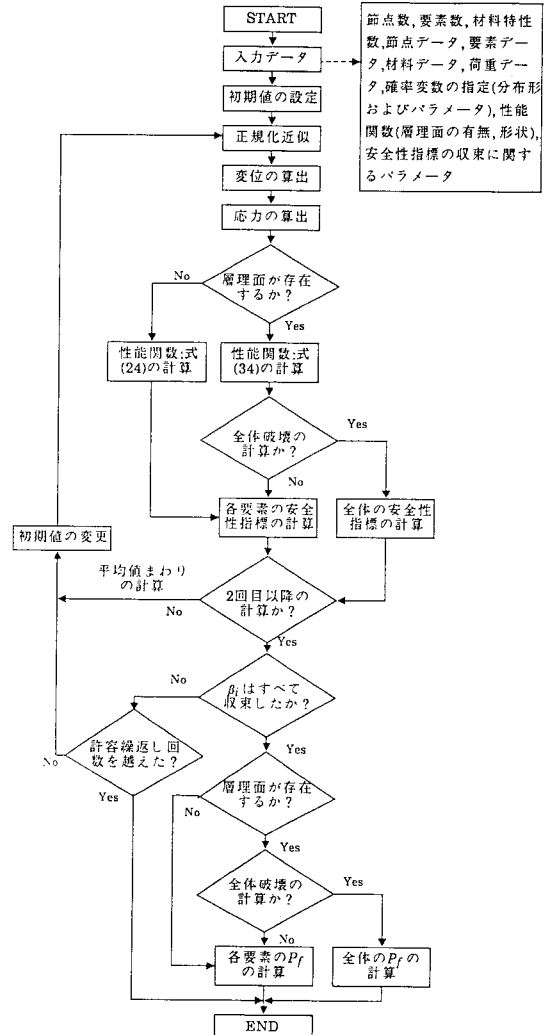 START
入力データ
節点数,要素数,材料特性
数,節点データ,要素デー
タ,材料データ,荷重デー
タ,確率変数の指定(分布形
およびパラメータ),性能
関数(層理面の有無,形状),
安全性指標の収束に関す
るパラメータ
初期値の設定
正規化近似
変位の算出
応力の算出
層理面が存在
するか?
No
Yes
性能関数:式
(24)の計算
性能関数:式
(34)の計算
全体破壊の
計算か?
Yes
No
各要素の安全
性指標の計算
全体の安全性
指標の計算
初期値の変更
平均値まわり
の計算
2回目以降の
計算か?
No
Yes
βiはすべて
収束したか?
No
Yes
許容繰返し回
数を越えた?
No
Yes
層理面が存在
するか?
No
Yes
全体破壊の
計算か?
Yes
No
各要素のPfの
の計算
全体のPfの
計算
END